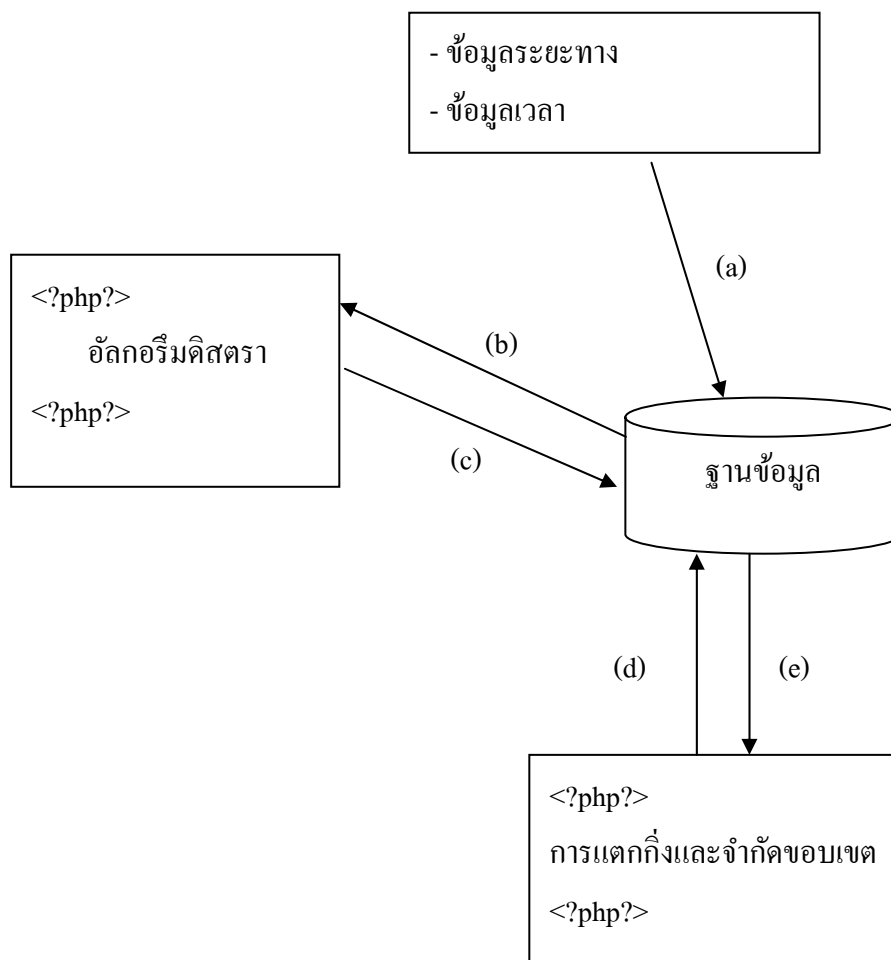 - ข้อมูลระยะทาง
- ข้อมูลเวลา
(a)
<?php?>
อัลกอรึมดิสตรา
<?php?>
(b)
(c)
ฐานข้อมูล
(d)
(e)
<?php?>
การแตกกิ่งและจำกัดขอบเขต
<?php?>